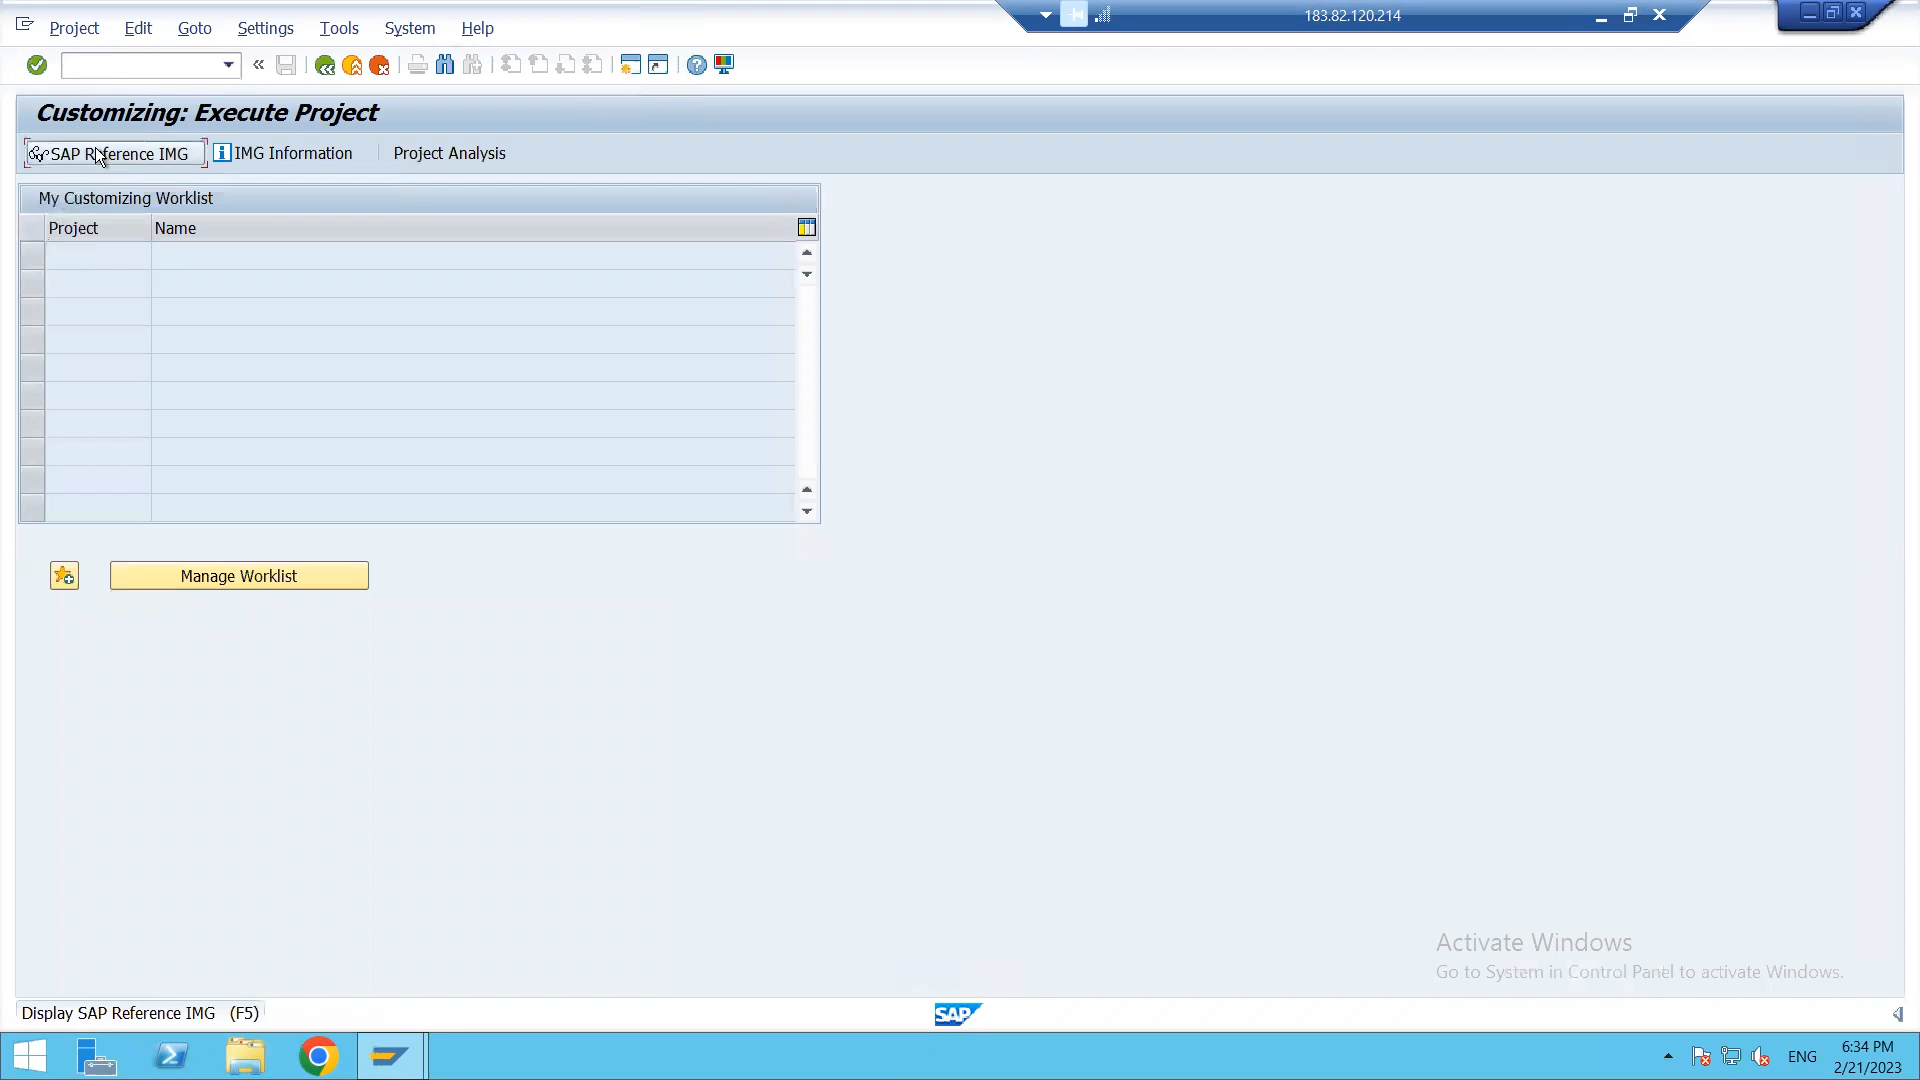 183.82.120.214
Project Edit Goto Settings Tools System Help
Customizing: Execute Project
SAP Reference IMG IMG Information Project Analysis
My Customizing Worklist
Project Name
Manage Worklist
Activate Windows
Go to System in Control Panel to activate Windows.
Display SAP Reference IMG (F5)
SAP
ENG
6:34 PM
2/21/2023